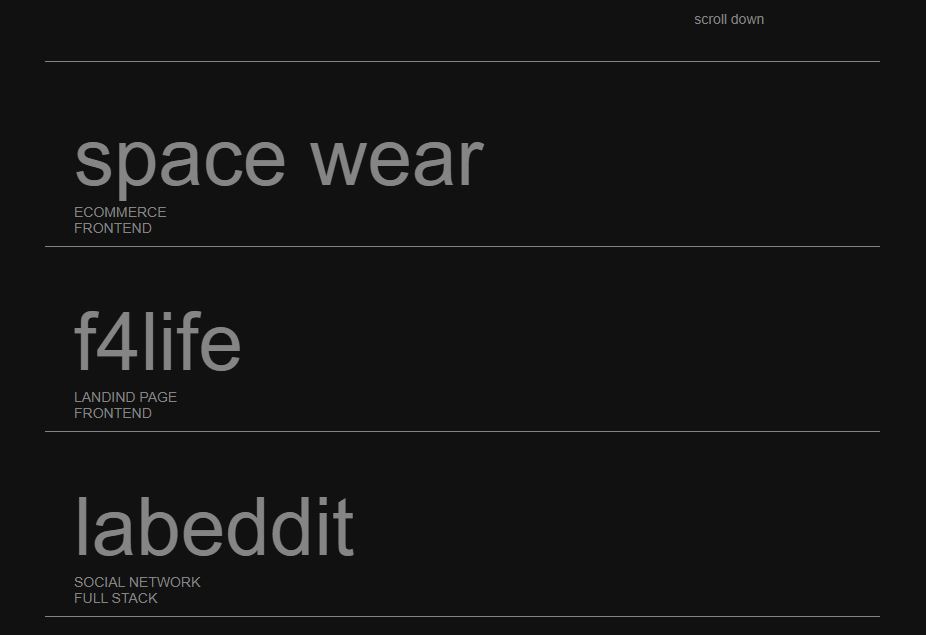 scroll down
space wear
ECOMMERCE
FRONTEND
f4life
LANDIND PAGE
FRONTEND
labeddit
SOCIAL NETWORK
FULL STACK